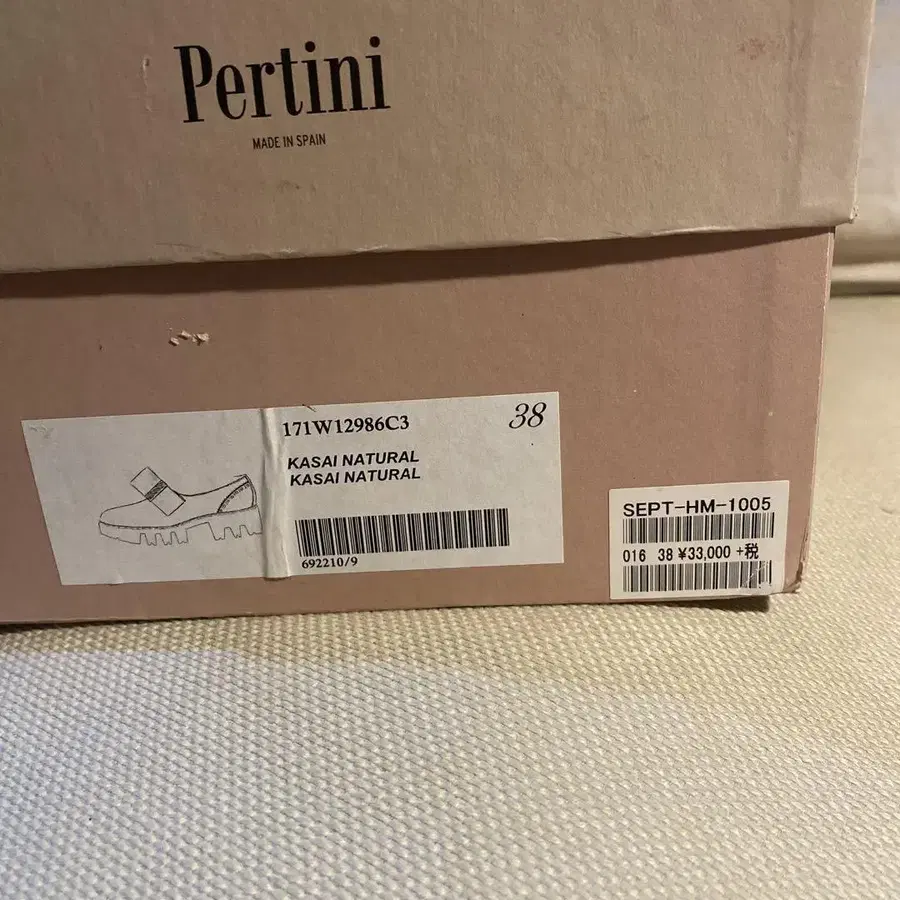 Pertini
MADE IN SPAIN
171W12986C3
38
KASAI NATURAL
KASAI NATURAL
692210/9
SEPT-HM-1005
016 38 ¥33,000 +税